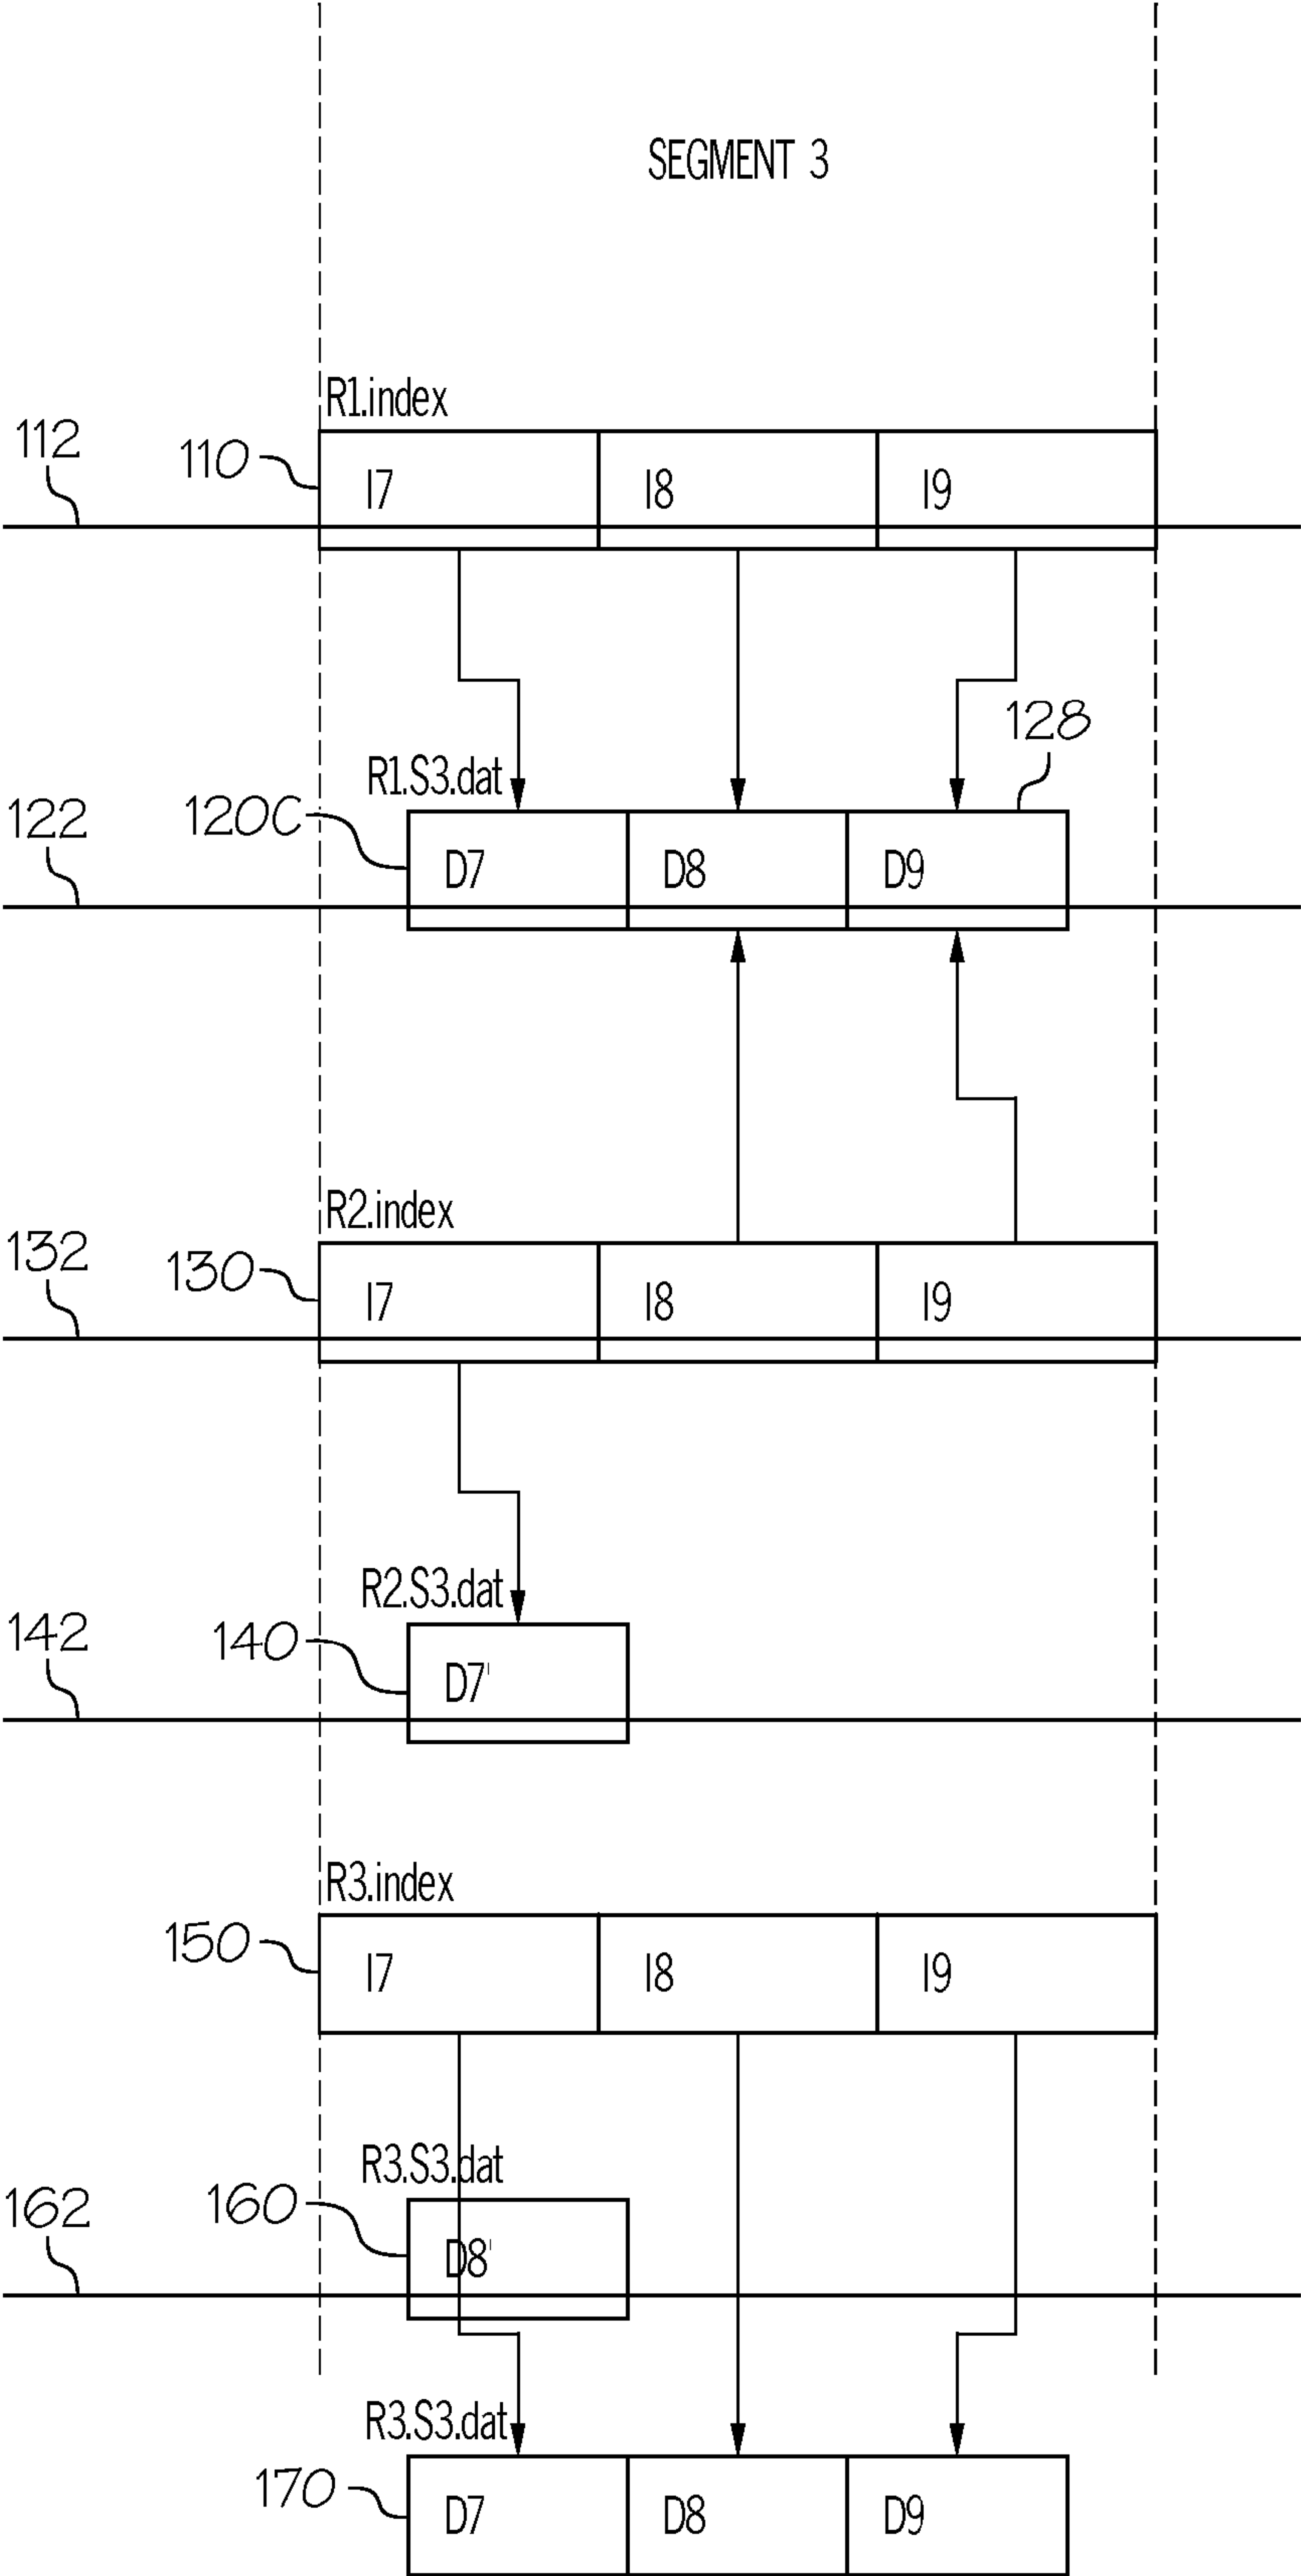 SEGMENT 3
R1.index
112
110
I7 I8 I9
128
R1.S3.dat
122
120C
D7 D8 D9
R2.index
132
130
I7 I8 I9
R2.S3.dat
142
140
D7'
R3.index
150
I7 I8 I9
R3.S3.dat
162
160
D8'
R3.S3.dat
170
D7 D8 D9